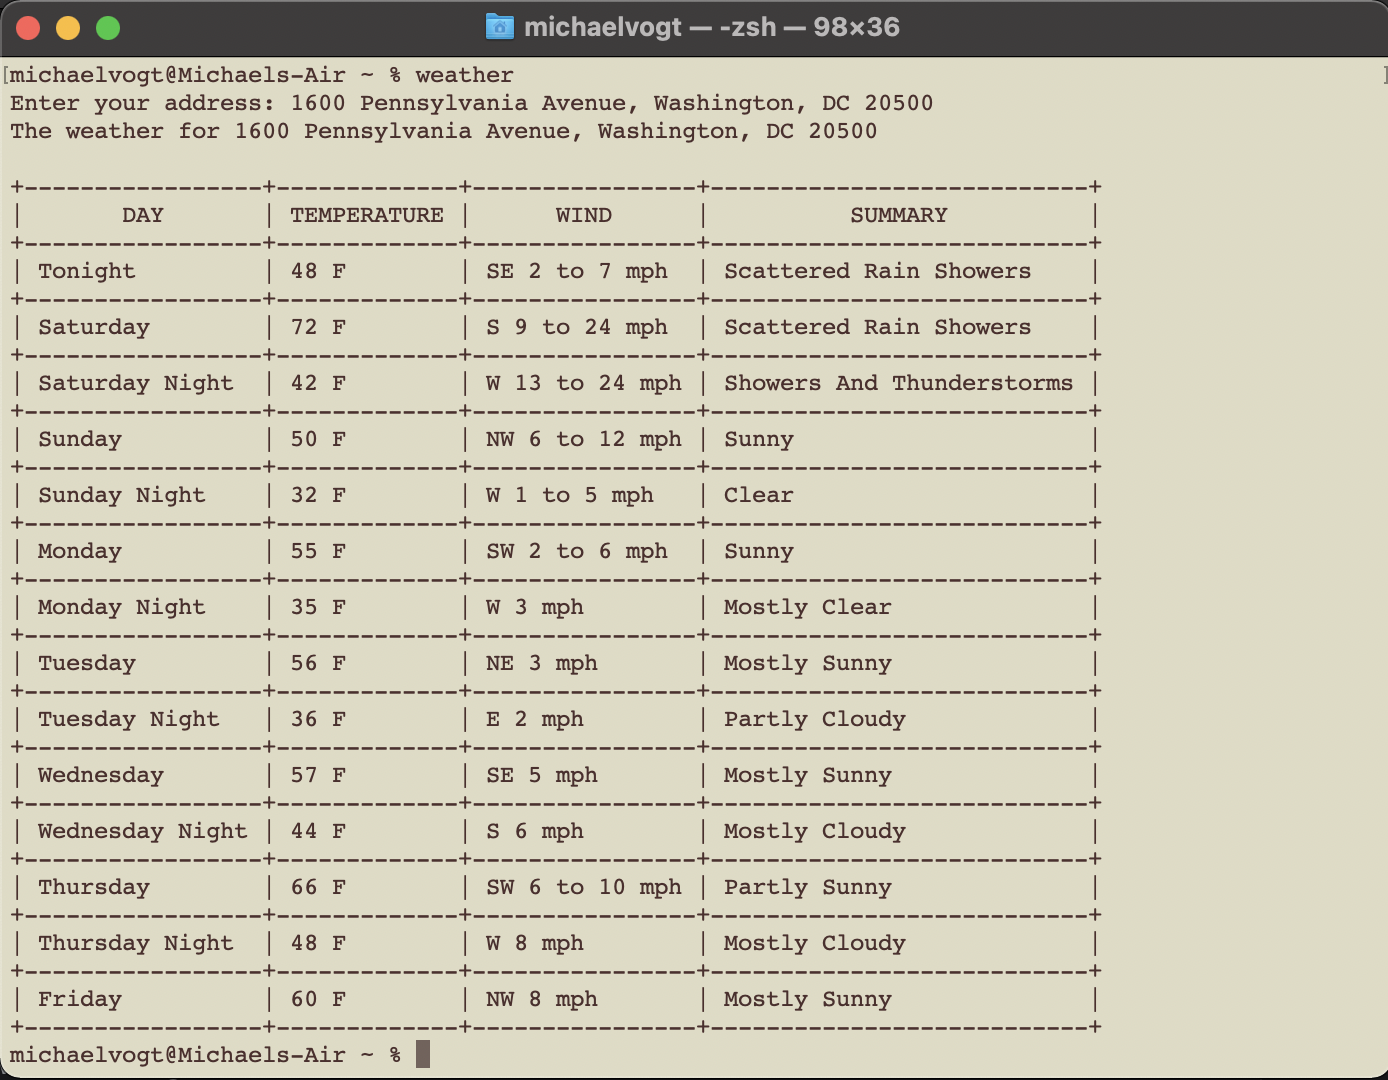 michaelvogt — -zsh — 98×36
[michaelvogt@Michaels-Air ~ % weather ]
Enter your address: 1600 Pennsylvania Avenue, Washington, DC 20500
The weather for 1600 Pennsylvania Avenue, Washington, DC 20500

+-----------------+-------------+----------------+---------------------------+
|       DAY       | TEMPERATURE |      WIND      |          SUMMARY          |
+-----------------+-------------+----------------+---------------------------+
| Tonight         | 48 F        | SE 2 to 7 mph  | Scattered Rain Showers    |
+-----------------+-------------+----------------+---------------------------+
| Saturday        | 72 F        | S 9 to 24 mph  | Scattered Rain Showers    |
+-----------------+-------------+----------------+---------------------------+
| Saturday Night  | 42 F        | W 13 to 24 mph | Showers And Thunderstorms |
+-----------------+-------------+----------------+---------------------------+
| Sunday          | 50 F        | NW 6 to 12 mph | Sunny                     |
+-----------------+-------------+----------------+---------------------------+
| Sunday Night    | 32 F        | W 1 to 5 mph   | Clear                     |
+-----------------+-------------+----------------+---------------------------+
| Monday          | 55 F        | SW 2 to 6 mph  | Sunny                     |
+-----------------+-------------+----------------+---------------------------+
| Monday Night    | 35 F        | W 3 mph        | Mostly Clear              |
+-----------------+-------------+----------------+---------------------------+
| Tuesday         | 56 F        | NE 3 mph       | Mostly Sunny              |
+-----------------+-------------+----------------+---------------------------+
| Tuesday Night   | 36 F        | E 2 mph        | Partly Cloudy             |
+-----------------+-------------+----------------+---------------------------+
| Wednesday       | 57 F        | SE 5 mph       | Mostly Sunny              |
+-----------------+-------------+----------------+---------------------------+
| Wednesday Night | 44 F        | S 6 mph        | Mostly Cloudy             |
+-----------------+-------------+----------------+---------------------------+
| Thursday        | 66 F        | SW 6 to 10 mph | Partly Sunny              |
+-----------------+-------------+----------------+---------------------------+
| Thursday Night  | 48 F        | W 8 mph        | Mostly Cloudy             |
+-----------------+-------------+----------------+---------------------------+
| Friday          | 60 F        | NW 8 mph       | Mostly Sunny              |
+-----------------+-------------+----------------+---------------------------+
michaelvogt@Michaels-Air ~ %